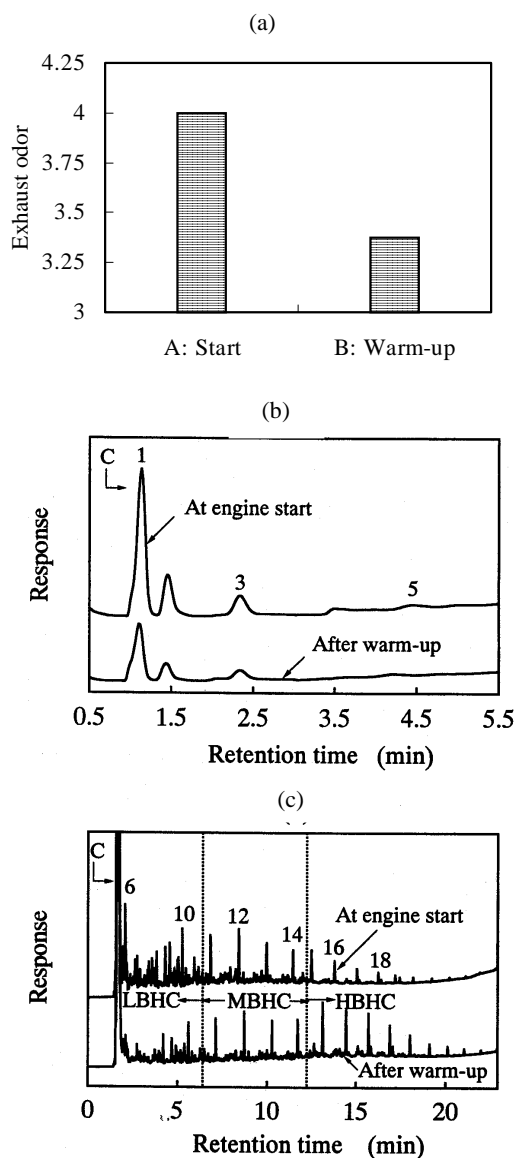 (a)
4.25
4
3.75
3.5
3.25
3
Exhaust odor
A: Start
B: Warm-up
(b)
C
1
At engine start
3
5
After warm-up
Response
0.5 1.5 2.5 3.5 4.5 5.5
Retention time (min)
(c)
C
6
10
12
14
16
18
At engine start
LBHC
MBHC
HBHC
After warm-up
Response
0 5 10 15 20
Retention time (min)